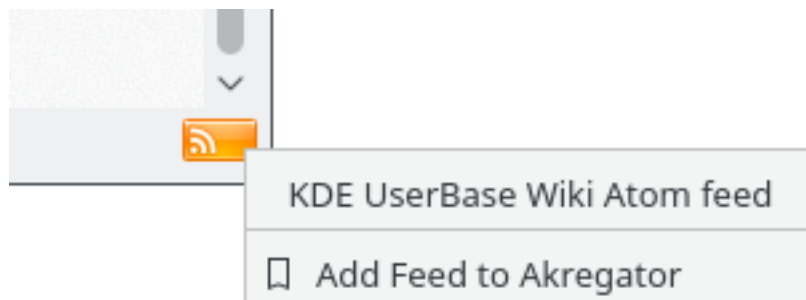 KDE UserBase Wiki Atom feed
Add Feed to Akregator